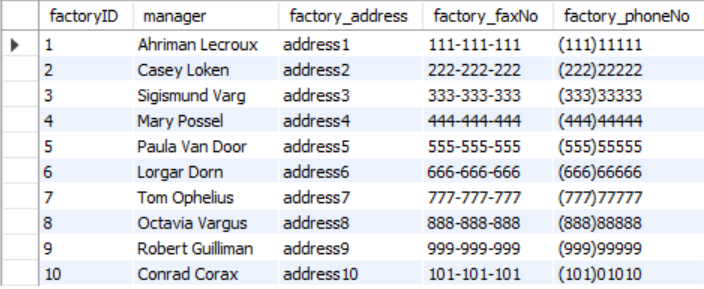 factoryID manager factory_address factory_faxNo factory_phoneNo
1 Ahriman Lecroux address1 111-111-111 (111)11111
2 Casey Loken address2 222-222-222 (222)22222
3 Sigismund Varg address3 333-333-333 (333)33333
4 Mary Possel address4 444-444-444 (444)44444
5 Paula Van Door address5 555-555-555 (555)55555
6 Lorgar Dorn address6 666-666-666 (666)66666
7 Tom Ophelius address7 777-777-777 (777)77777
8 Octavia Vargus address8 888-888-888 (888)88888
9 Robert Guilliman address9 999-999-999 (999)99999
10 Conrad Corax address10 101-101-101 (101)01010